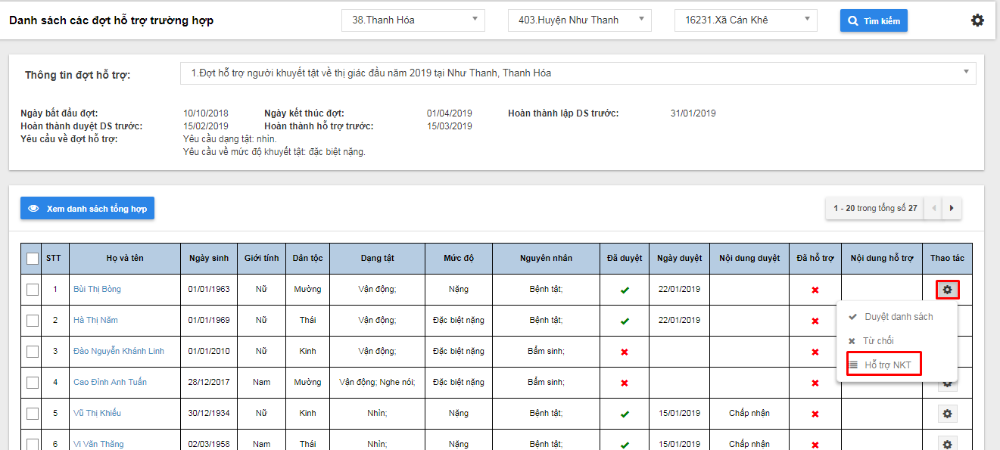 Danh sách các đợt hỗ trợ trường hợp 38.Thanh Hóa 403.Huyện Như Thanh 16231.Xã Cán Khê Tìm kiếm
Thông tin đợt hỗ trợ: 1.Đợt hỗ trợ người khuyết tật về thị giác đầu năm 2019 tại Như Thanh, Thanh Hóa
Ngày bắt đầu đợt: 10/10/2018 Ngày kết thúc đợt: 01/04/2019 Hoàn thành lập DS trước: 31/01/2019
Hoàn thành duyệt DS trước: 15/02/2019 Hoàn thành hỗ trợ trước: 15/03/2019
Yêu cầu về đợt hỗ trợ: Yêu cầu dạng tật: nhìn.
Yêu cầu về mức độ khuyết tật: đặc biệt nặng.
Xem danh sách tổng hợp 1 - 20 trong tổng số 27
STT Họ và tên Ngày sinh Giới tính Dân tộc Dạng tật Mức độ Nguyên nhân Đã duyệt Ngày duyệt Nội dung duyệt Đã hỗ trợ Nội dung hỗ trợ Thao tác
1 Bùi Thị Bòng 01/01/1963 Nữ Mường Vận động; Nặng Bệnh tật; 22/01/2019
2 Hà Thị Năm 01/01/1969 Nữ Thái Vận động; Đặc biệt nặng Bệnh tật; 22/01/2019
Duyệt danh sách
Từ chối
Hỗ trợ NKT
3 Đào Nguyễn Khánh Linh 01/01/2010 Nữ Kinh Vận động; Đặc biệt nặng Bẩm sinh;
4 Cao Đình Anh Tuấn 28/12/2017 Nam Mường Vận động; Nghe nói; Đặc biệt nặng Bẩm sinh;
5 Vũ Thị Khiếu 30/12/1934 Nữ Kinh Nhìn; Nặng Bệnh tật; 15/01/2019 Chấp nhận
6 Vi Văn Thăng 02/03/1958 Nam Thái Nhìn; Nặng Bệnh tật; 15/01/2019 Chấp nhận